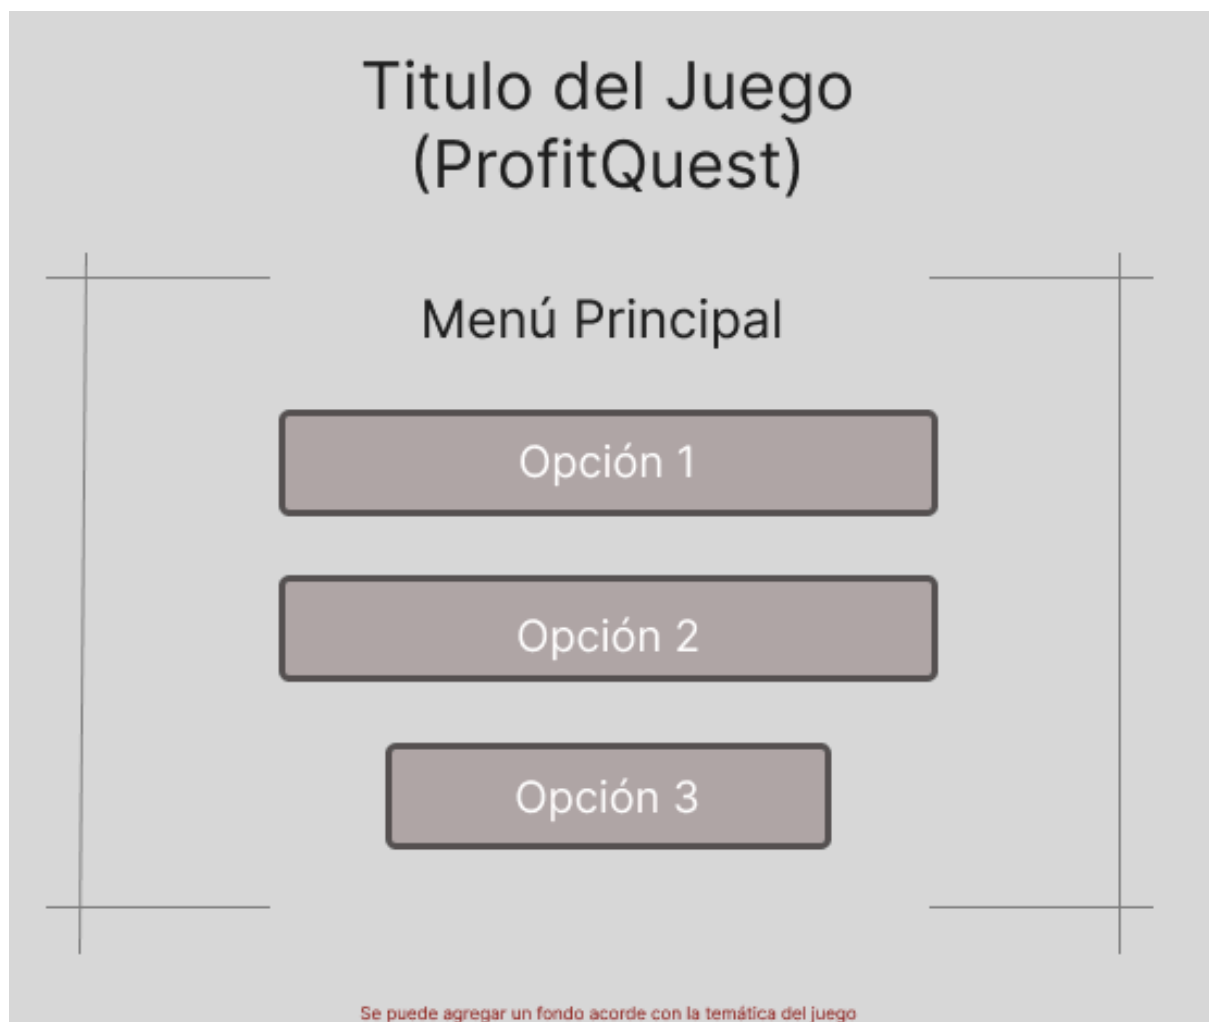 Titulo del Juego
(ProfitQuest)
Menú Principal
Opción 1
Opción 2
Opción 3
Se puede agregar un fondo acorde con la temática del juego